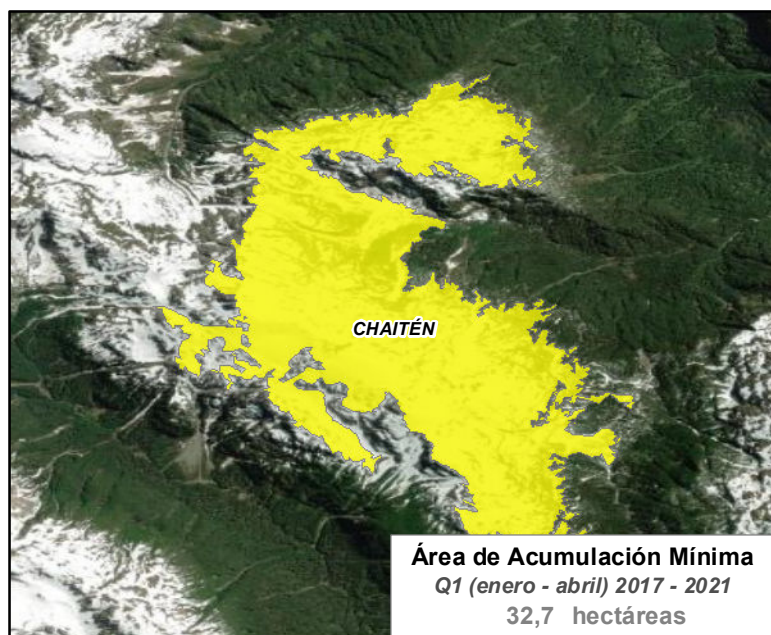 CHAITÉN
Área de Acumulación Mínima
Q1 (enero - abril) 2017 - 2021
32,7 hectáreas